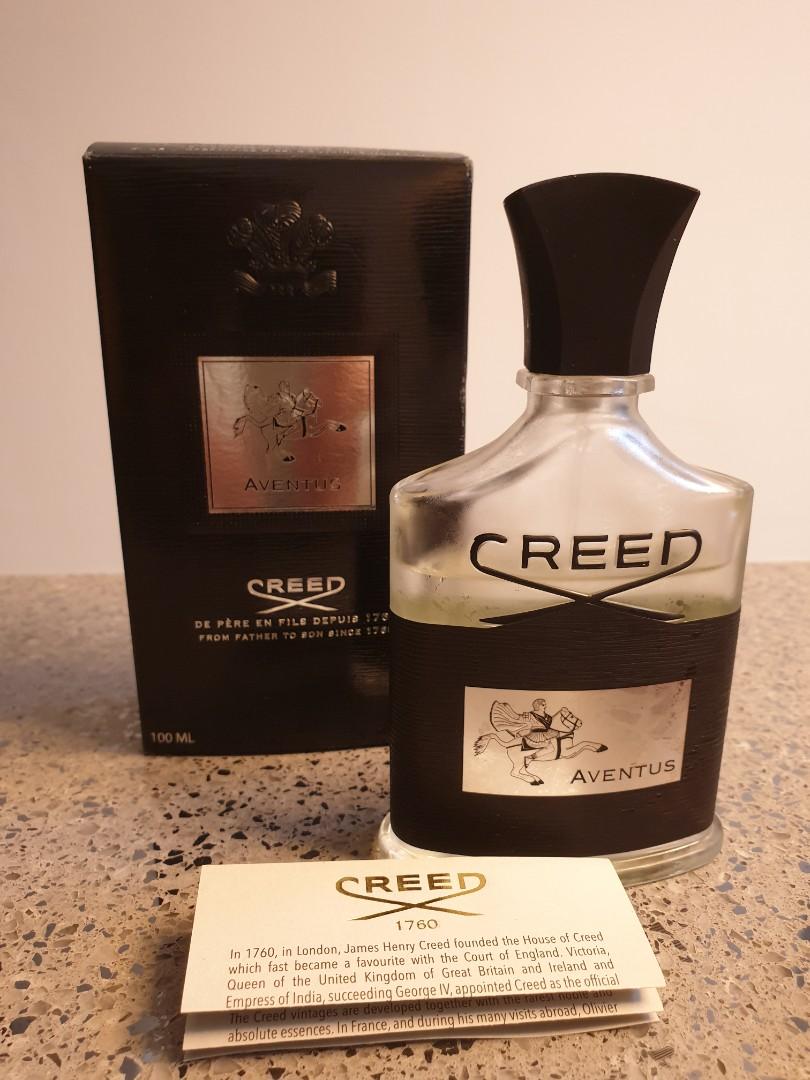 AVENTUS
CREED
DE PÈRE EN FILS DEPUIS
FROM FATHER TO SON SINCE
100 ML
CREED
AVENTUS
CREED
1760
In 1760, in London, James Henry Creed founded the House of Creed
which fast became a favourite with the Court of England. Victoria,
Queen of the United Kingdom of Great Britain and Ireland and
Empress of India, succeeding George IV, appointed Creed as the official
The Creed vintages are developed together with the rarest noble and
absolute essences. In France, and during his many visits abroad, Olivier